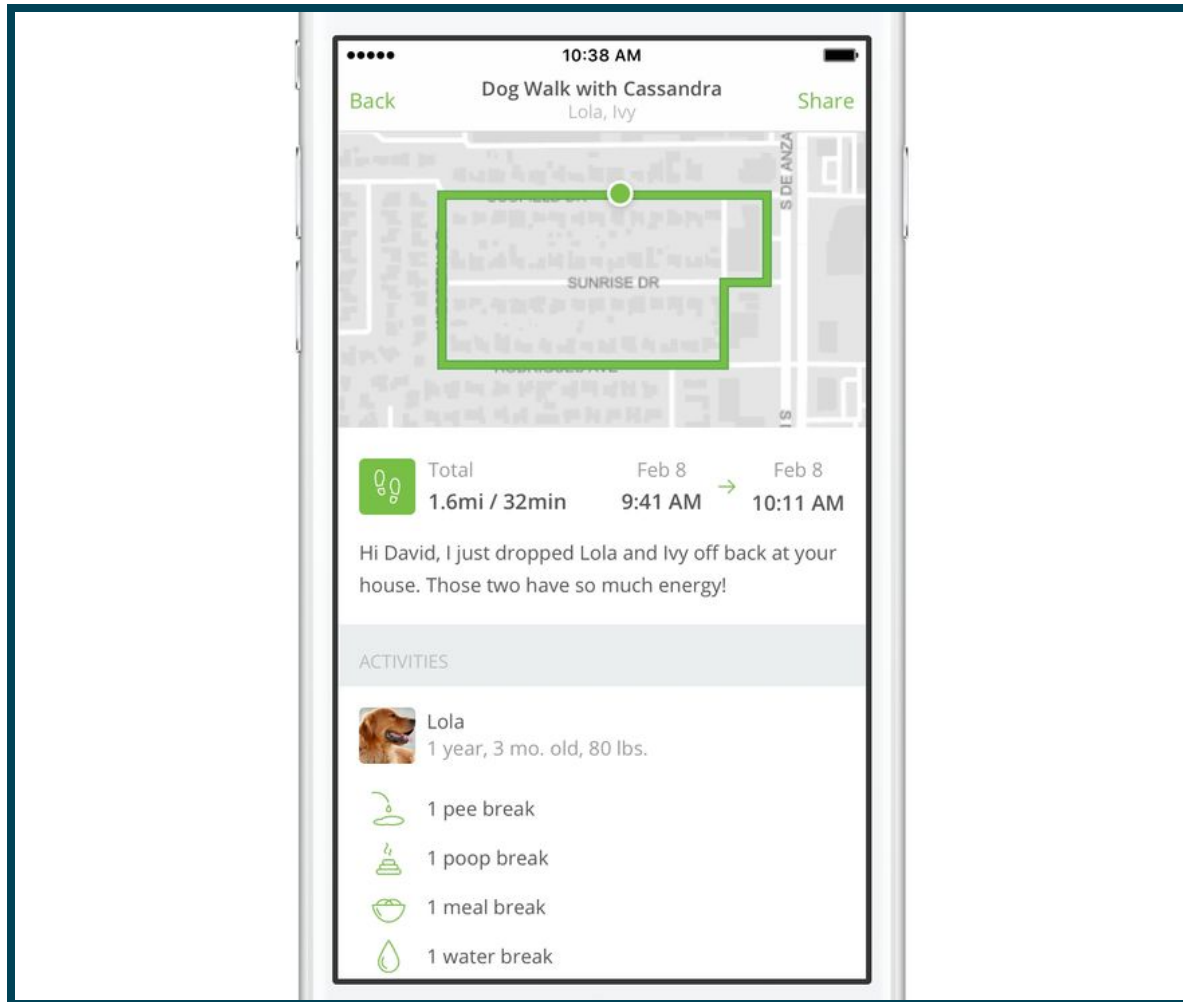 10:38 AM
Back
Dog Walk with Cassandra
Share
Lola, Ivy
S DE ANZA
SUNRISE DR
Total
Feb 8
Feb 8
1.6mi / 32min
9:41 AM
→
10:11 AM
Hi David, I just dropped Lola and Ivy off back at your
house. Those two have so much energy!
ACTIVITIES
Lola
1 year, 3 mo. old, 80 lbs.
1 pee break
1 poop break
1 meal break
1 water break